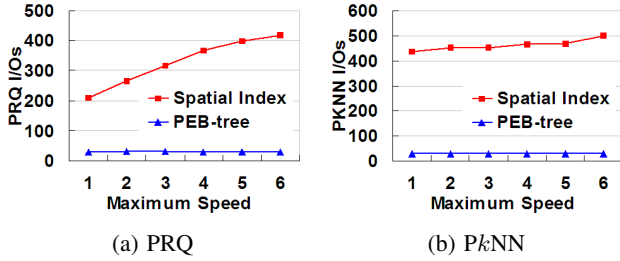 PRQ I/Os
500
400
300
200
100
0
Spatial Index
PEB-tree
1 2 3 4 5 6
Maximum Speed
(a) PRQ
PKNN I/Os
600
500
400
300
200
100
0
Spatial Index
PEB-tree
1 2 3 4 5 6
Maximum Speed
(b) PkNN